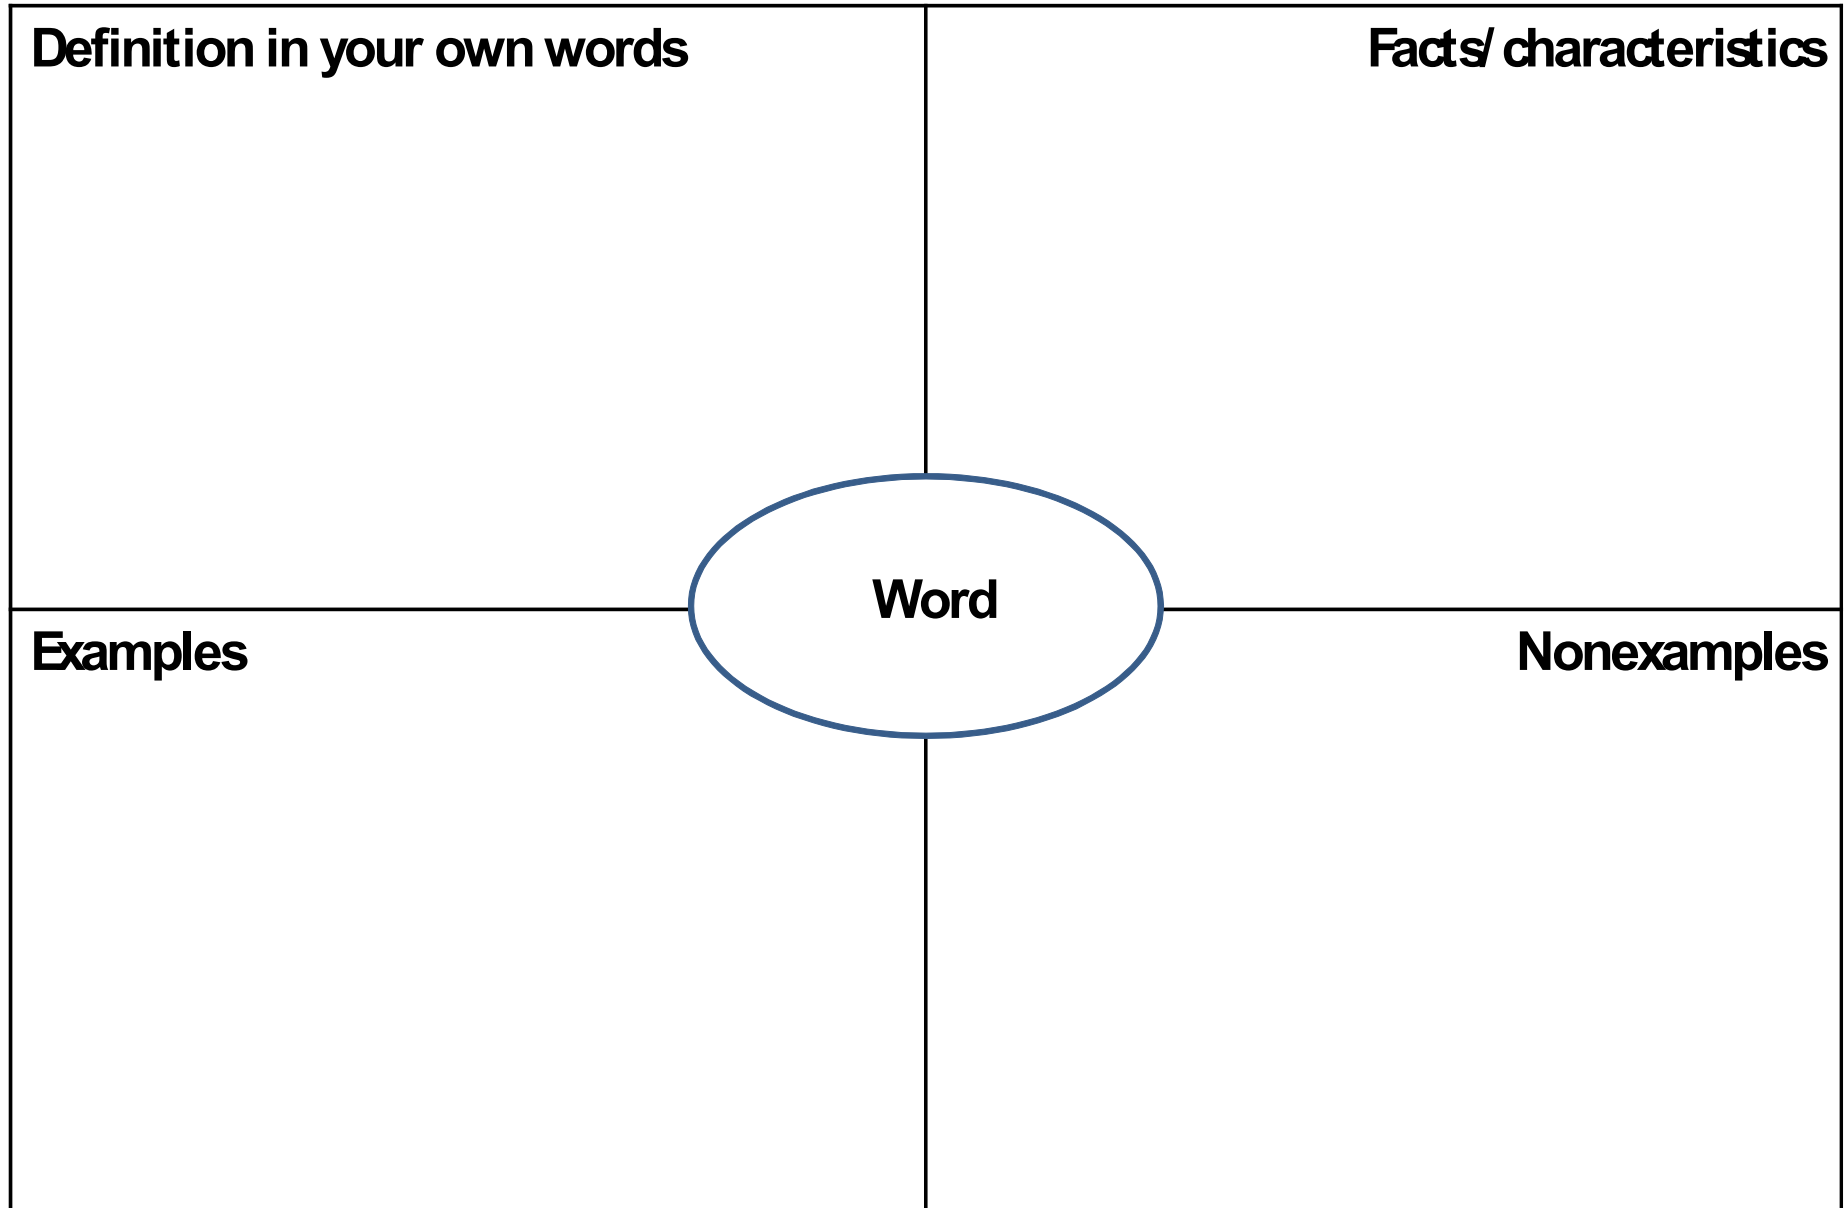 Definition in your own words
Facts/ characteristics
Word
Examples
Nonexamples